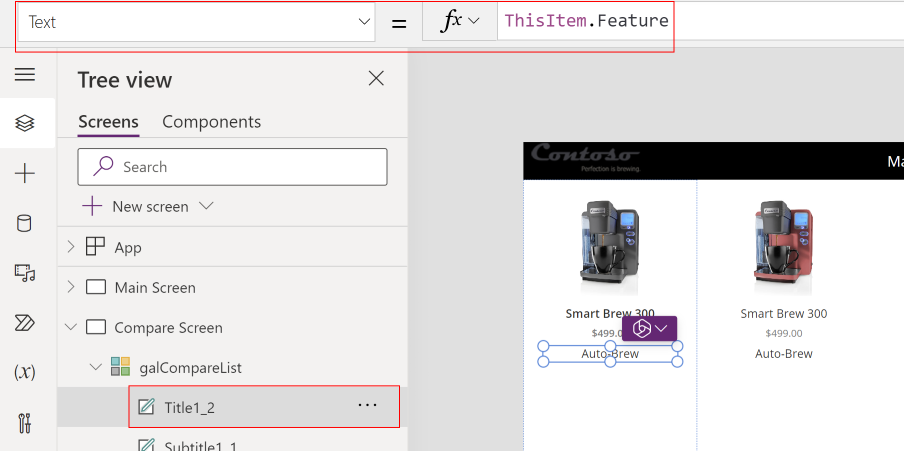 Text = fx ThisItem.Feature
Tree view
Screens Components
Search
New screen
App
Main Screen
Compare Screen
galCompareList
Title1_2 ...
Subtitle1_1
Contoso
Perfection is brewing.
Ma
Smart Brew 300 Smart Brew 300
$499.0 $499.00
Auto-Brew Auto-Brew
(x)